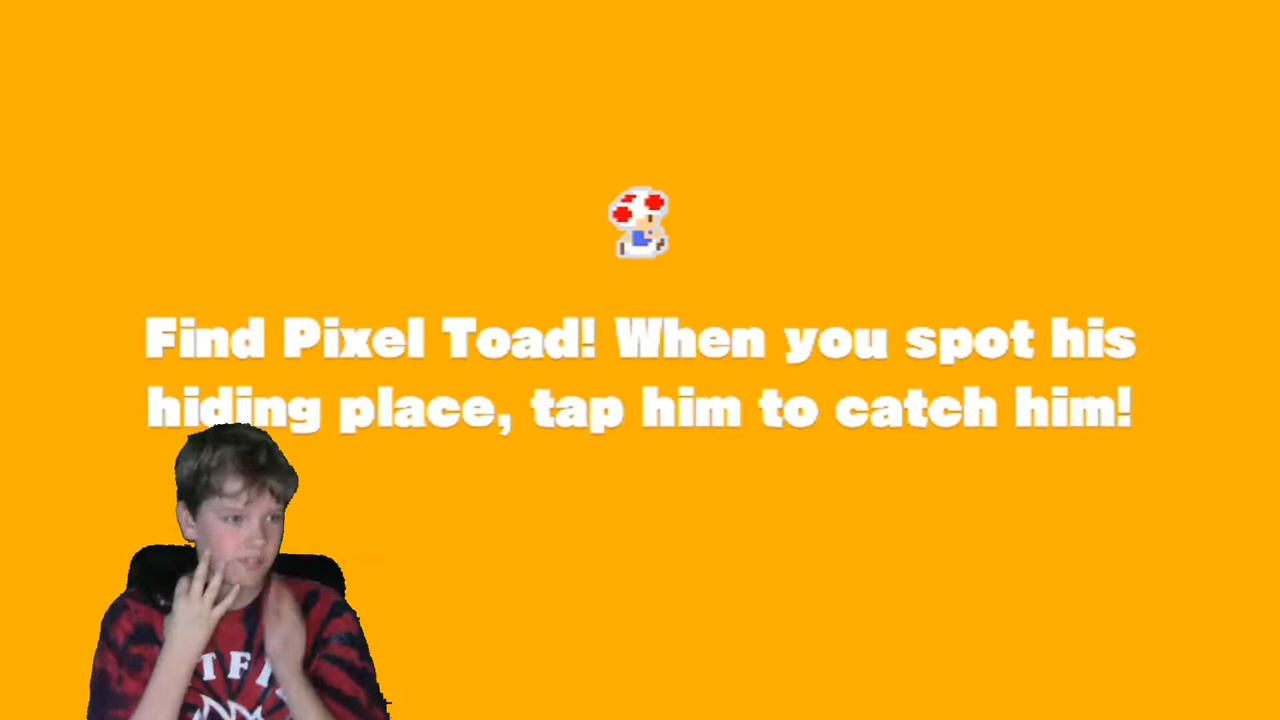 Find Pixel Toad! When you spot his
hiding place, tap him to catch him!